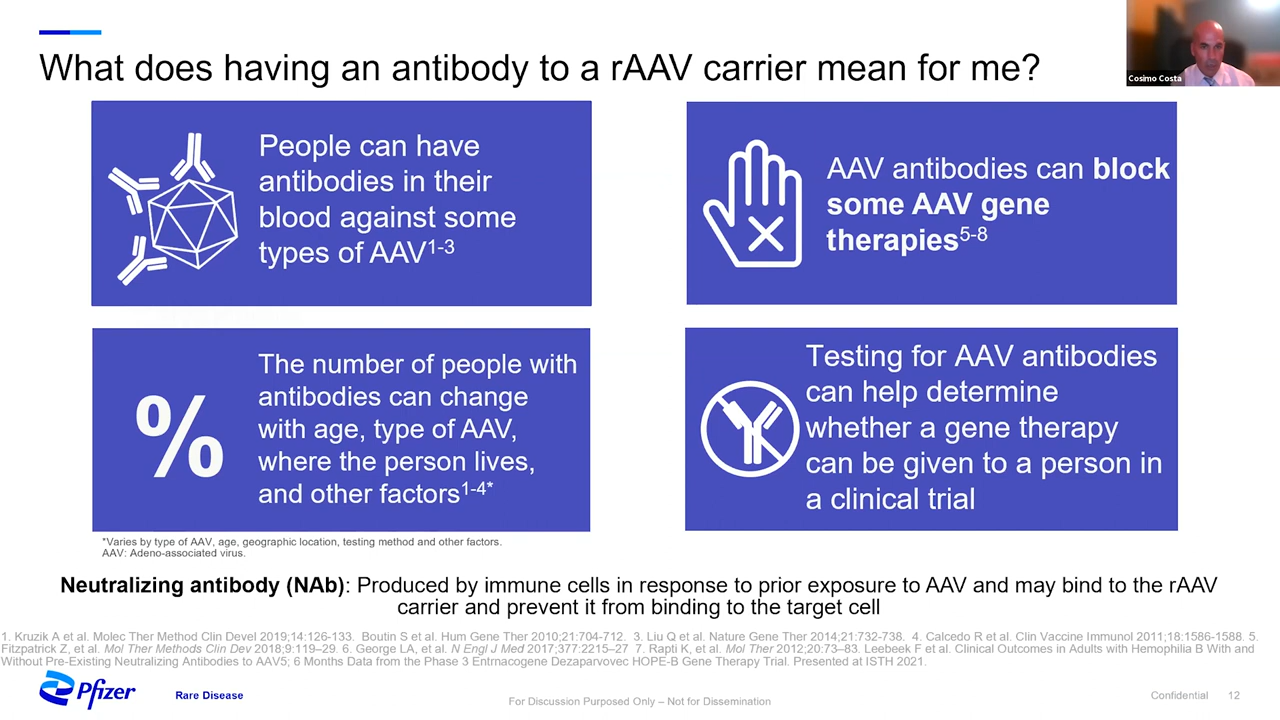 What does having an antibody to a rAAV carrier mean for me?
Cosimo Costa
People can have
antibodies in their
blood against some
types of AAV1-3
AAV antibodies can block
some AAV gene
therapies5-8
%
The number of people with
antibodies can change
with age, type of AAV,
where the person lives,
and other factors1-4*
Testing for AAV antibodies
can help determine
whether a gene therapy
can be given to a person in
a clinical trial
*Varies by type of AAV, age, geographic location, testing method and other factors.
AAV: Adeno-associated virus.
Neutralizing antibody (NAb): Produced by immune cells in response to prior exposure to AAV and may bind to the rAAV
carrier and prevent it from binding to the target cell
1. Kruzik A et al. Molec Ther Method Clin Devel 2019;14:126-133.  Boutin S et al. Hum Gene Ther 2010;21:704-712.  3. Liu Q et al. Nature Gene Ther 2014;21:732-738.  4. Calcedo R et al. Clin Vaccine Immunol 2011;18:1586-1588. 5.
Fitzpatrick Z, et al. Mol Ther Methods Clin Dev 2018;9:119–29. 6. George LA, et al. N Engl J Med 2017;377:2215–27  7. Rapti K, et al. Mol Ther 2012;20:73–83. Leebeek F et al. Clinical Outcomes in Adults with Hemophilia B With and
Without Pre-Existing Neutralizing Antibodies to AAV5; 6 Months Data from the Phase 3 Entrnacogene Dezaparvovec HOPE-B Gene Therapy Trial. Presented at ISTH 2021.
Pfizer
Rare Disease
For Discussion Purposed Only – Not for Dissemination
Confidential
12